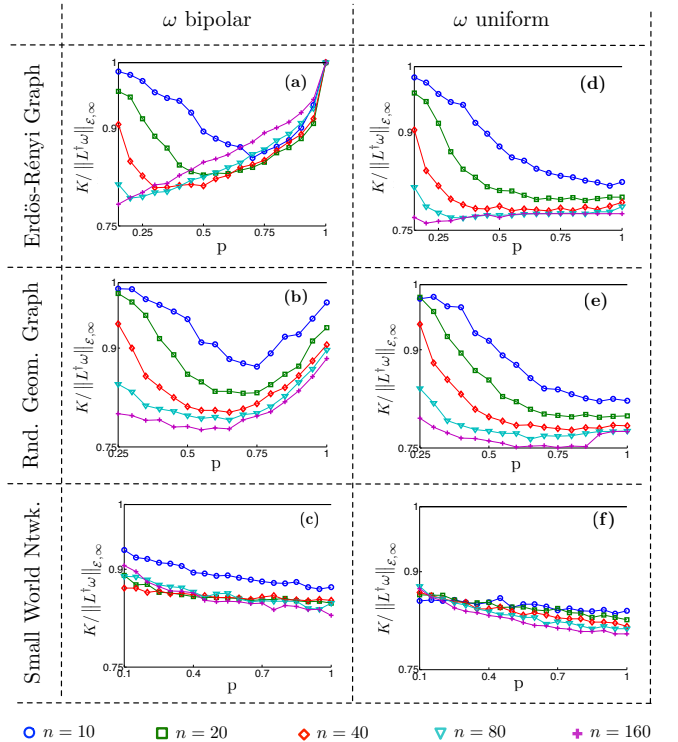 ω bipolar
ω uniform
Erdös-Rényi Graph
K/ ||L†ω||ε,∞
1
0.9
0.75
(a)
0.25
0.5
0.75
1
p
K/ ||L†ω||ε,∞
1
0.9
0.75
(d)
0.25
0.5
0.75
1
p
Rnd. Geom. Graph
K/ ||L†ω||ε,∞
1
0.9
0.75
(b)
0.25
0.5
0.75
1
p
K/ ||L†ω||ε,∞
1
0.9
0.75
(e)
0.25
0.5
0.75
1
p
Small World Ntwk.
K/ ||L†ω||ε,∞
1
0.9
0.75
(c)
0.1
0.4
0.7
1
p
K/ ||L†ω||ε,∞
1
0.9
0.75
(f)
0.1
0.4
0.7
1
p
n = 10
n = 20
n = 40
n = 80
n = 160